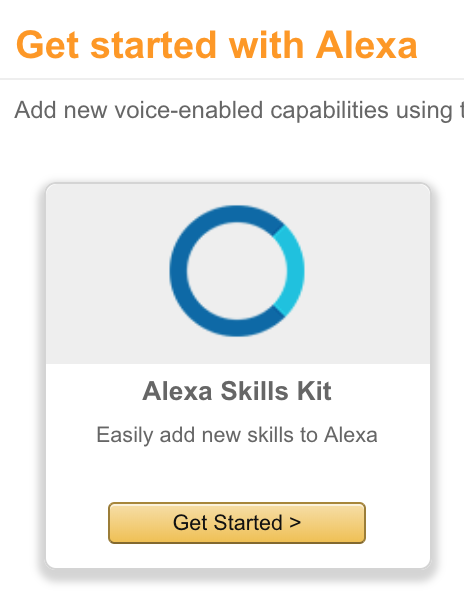 Get started with Alexa
Add new voice-enabled capabilities using
Alexa Skills Kit
Easily add new skills to Alexa
Get Started >